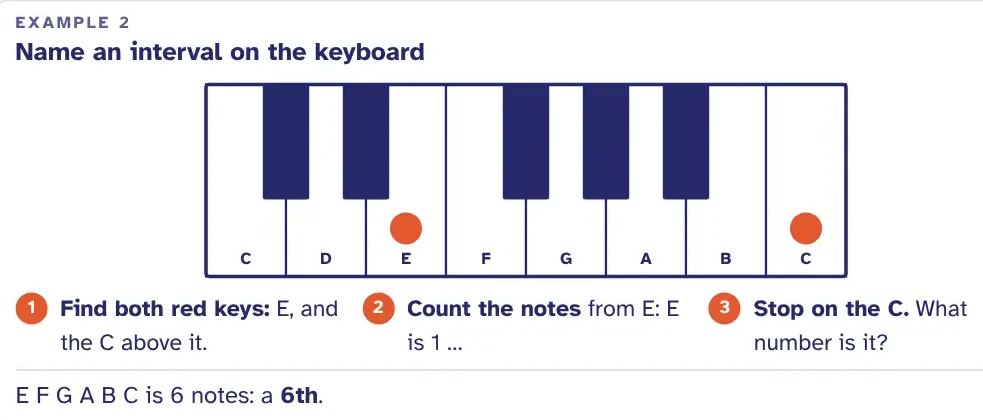 EXAMPLE 2
Name an interval on the keyboard
C D E F G A B C
1 Find both red keys: E, and
the C above it.
2 Count the notes from E: E
is 1 ...
3 Stop on the C. What
number is it?
E F G A B C is 6 notes: a 6th.